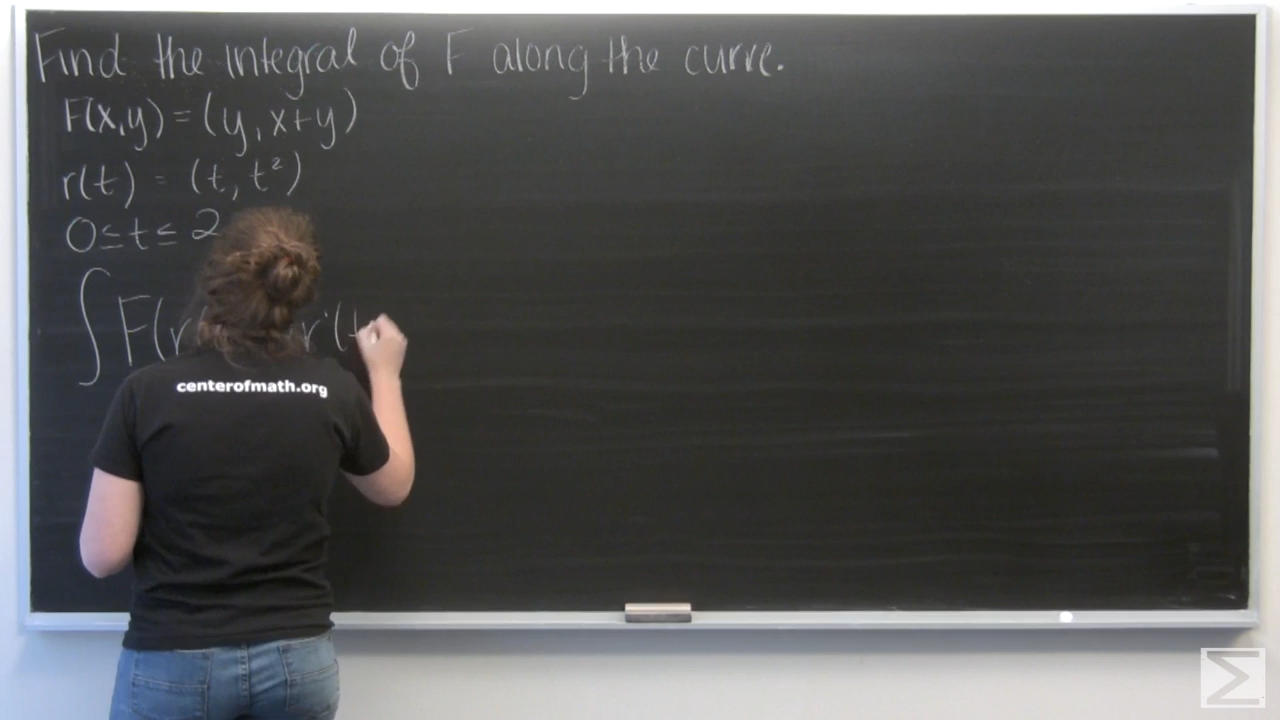 Find the integral of F along the curve.
F(x,y) = (y, x+y)
r(t) = (t, t²)
0 ≤ t ≤ 2
∫ F(r r'(t
centerofmath.org
Σ